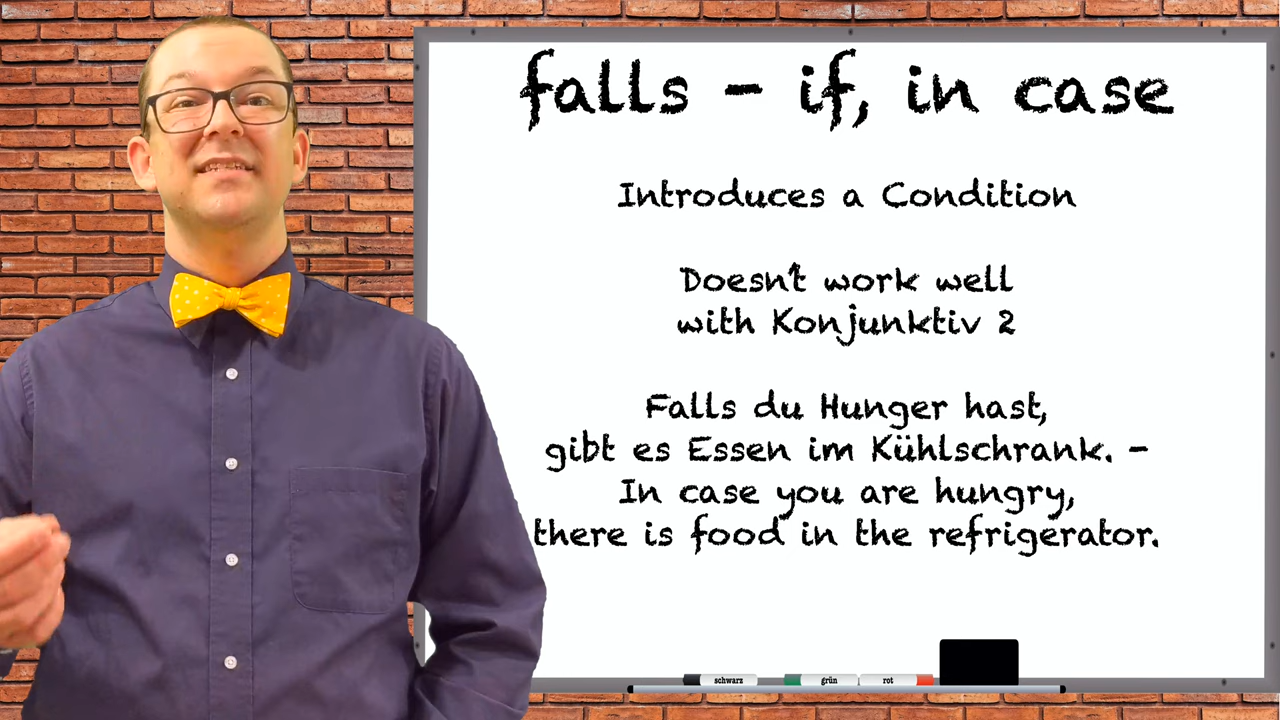 falls - if, in case
Introduces a Condition
Doesn't work well
with Konjunktiv 2
Falls du Hunger hast,
gibt es Essen im Kühlschrank. -
In case you are hungry,
there is food in the refrigerator.
schwarz grün rot